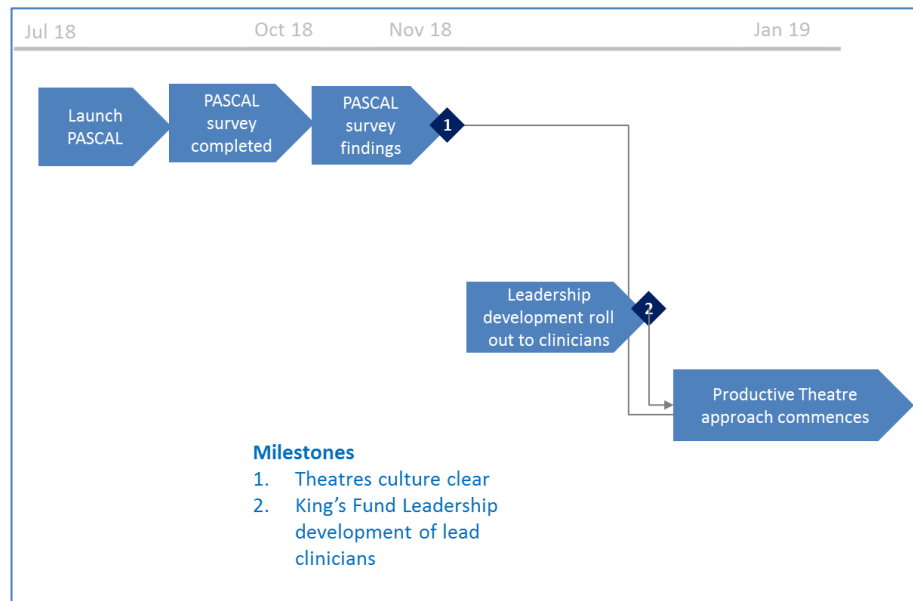 Jul 18
Oct 18
Nov 18
Jan 19
Launch
PASCAL
PASCAL
survey
completed
PASCAL
survey
findings
1
Leadership
development roll
out to clinicians
2
Productive Theatre
approach commences
Milestones
1. Theatres culture clear
2. King’s Fund Leadership
development of lead
clinicians